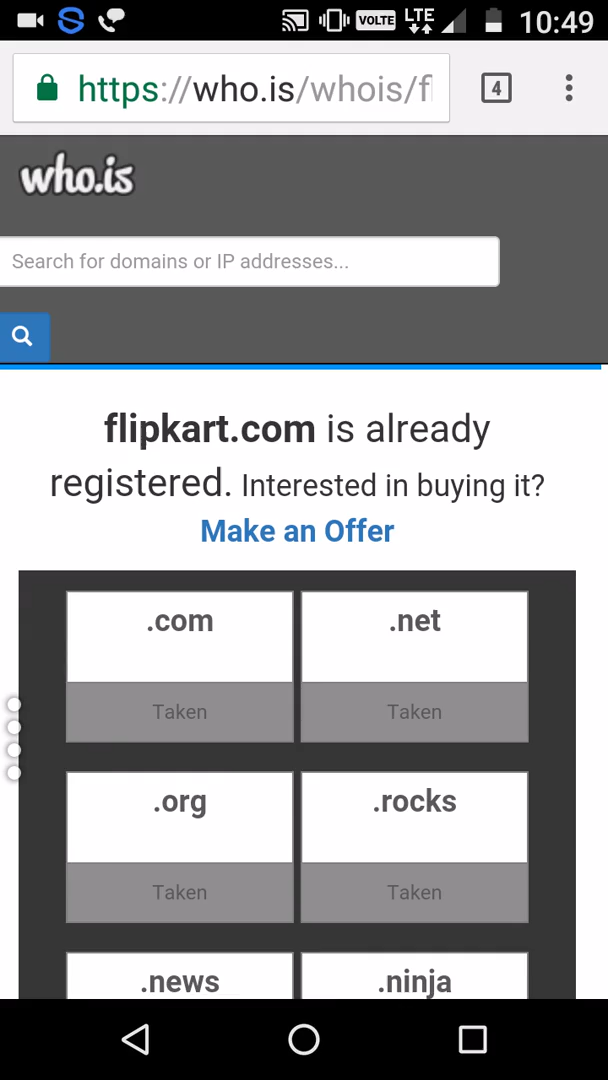 VOLTE LTE 10:49
https://who.is/whois/fl
4
who.is
Search for domains or IP addresses...
flipkart.com is already
registered. Interested in buying it?
Make an Offer
.com .net
Taken Taken
.org .rocks
Taken Taken
.news .ninja